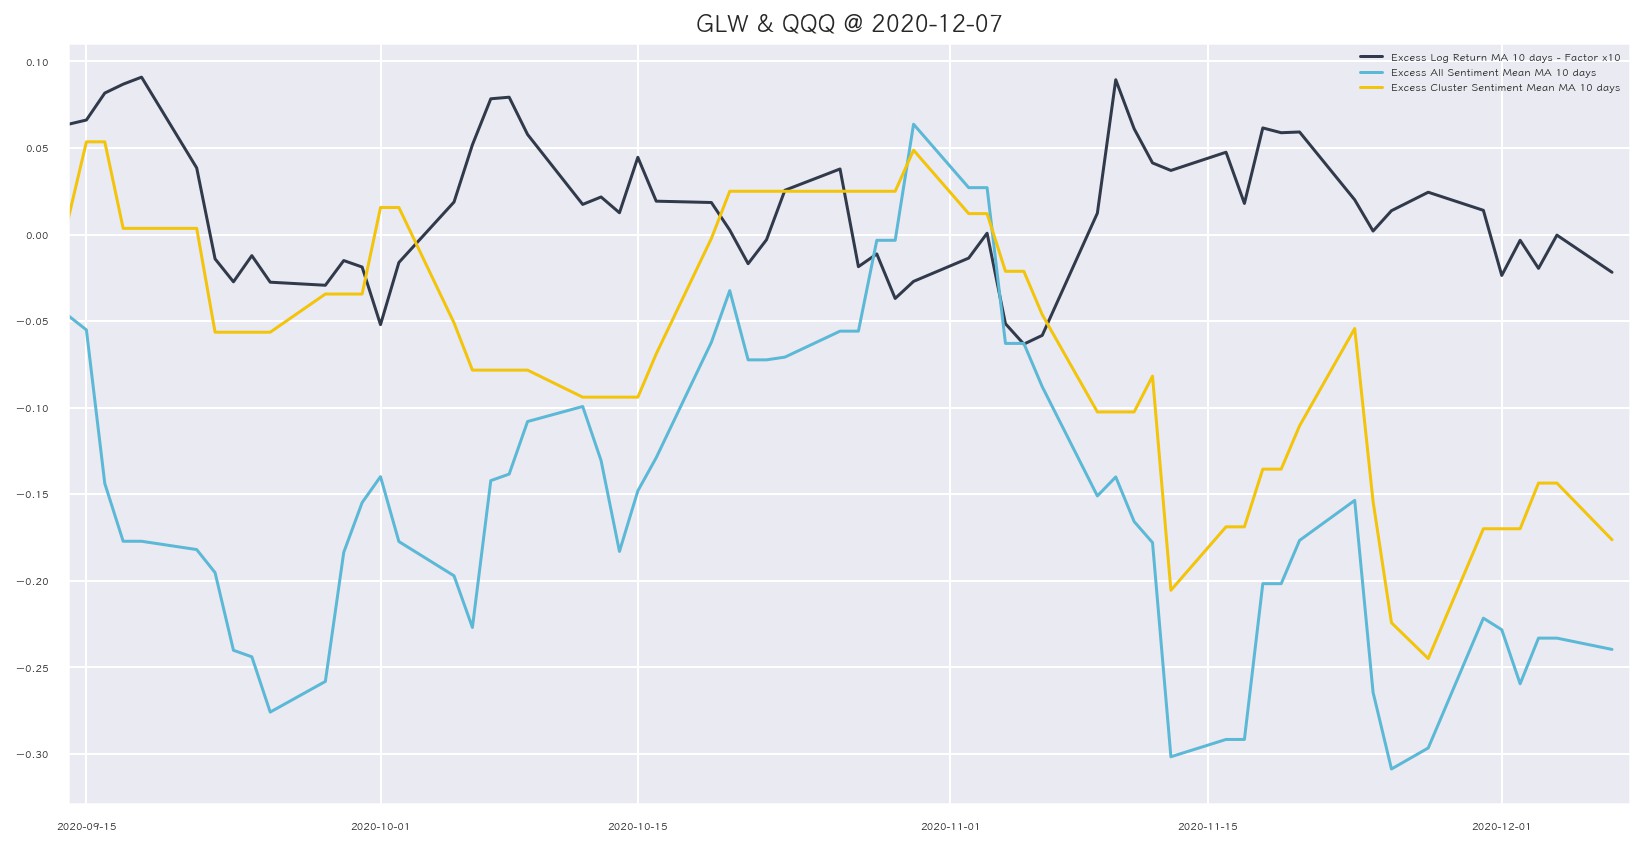 GLW & QQQ @ 2020-12-07
Excess Log Return MA 10 days - Factor x10
Excess All Sentiment Mean MA 10 days
Excess Cluster Sentiment Mean MA 10 days
0.10
0.05
0.00
−0.05
−0.10
−0.15
−0.20
−0.25
−0.30
2020-09-15 2020-10-01 2020-10-15 2020-11-01 2020-11-15 2020-12-01